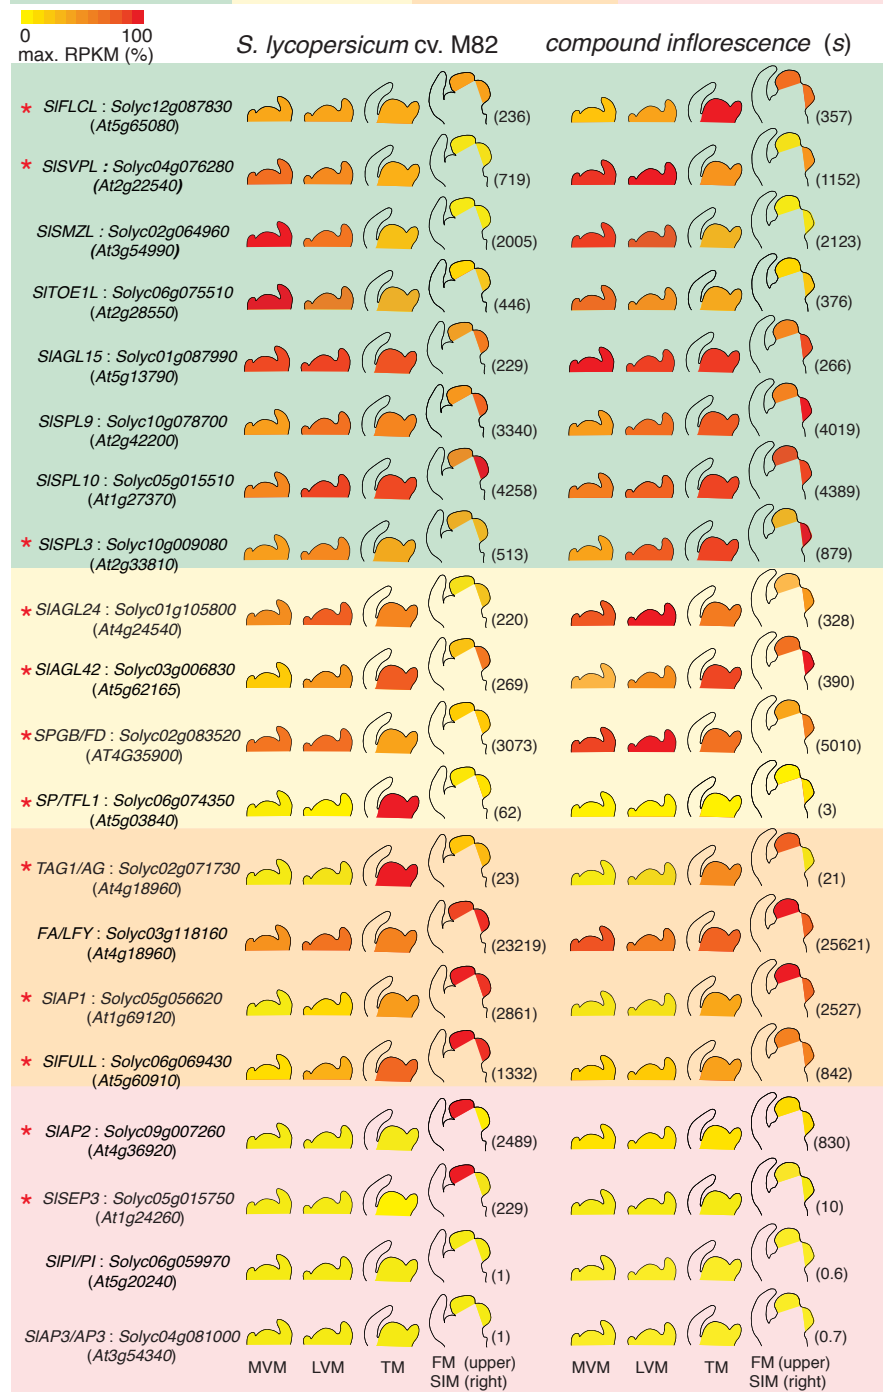 0 100
max. RPKM (%)
S. lycopersicum cv. M82 compound inflorescence (s)
* SlFLCL : Solyc12g087830 (236) (357)
(At5g65080)
* SlSVPL : Solyc04g076280 (719) (1152)
(At2g22540)
SlSMZL : Solyc02g064960 (2005) (2123)
(At3g54990)
SlTOE1L : Solyc06g075510 (446) (376)
(At2g28550)
SlAGL15 : Solyc01g087990 (229) (266)
(At5g13790)
SlSPL9 : Solyc10g078700 (3340) (4019)
(At2g42200)
SlSPL10 : Solyc05g015510 (4258) (4389)
(At1g27370)
* SlSPL3 : Solyc10g009080 (513) (879)
(At2g33810)
* SlAGL24 : Solyc01g105800 (220) (328)
(At4g24540)
* SlAGL42 : Solyc03g006830 (269) (390)
(At5g62165)
* SPGB/FD : Solyc02g083520 (3073) (5010)
(AT4G35900)
* SP/TFL1 : Solyc06g074350 (62) (3)
(At5g03840)
* TAG1/AG : Solyc02g071730 (23) (21)
(At4g18960)
FA/LFY : Solyc03g118160 (23219) (25621)
(At4g18960)
* SlAP1 : Solyc05g056620 (2861) (2527)
(At1g69120)
* SlFULL : Solyc06g069430 (1332) (842)
(At5g60910)
* SlAP2 : Solyc09g007260 (2489) (830)
(At4g36920)
* SlSEP3 : Solyc05g015750 (229) (10)
(At1g24260)
SlPI/PI : Solyc06g059970 (1) (0.6)
(At5g20240)
SlAP3/AP3 : Solyc04g081000 (1) (0.7)
(At3g54340)
MVM LVM TM FM (upper) MVM LVM TM FM (upper)
SIM (right) SIM (right)